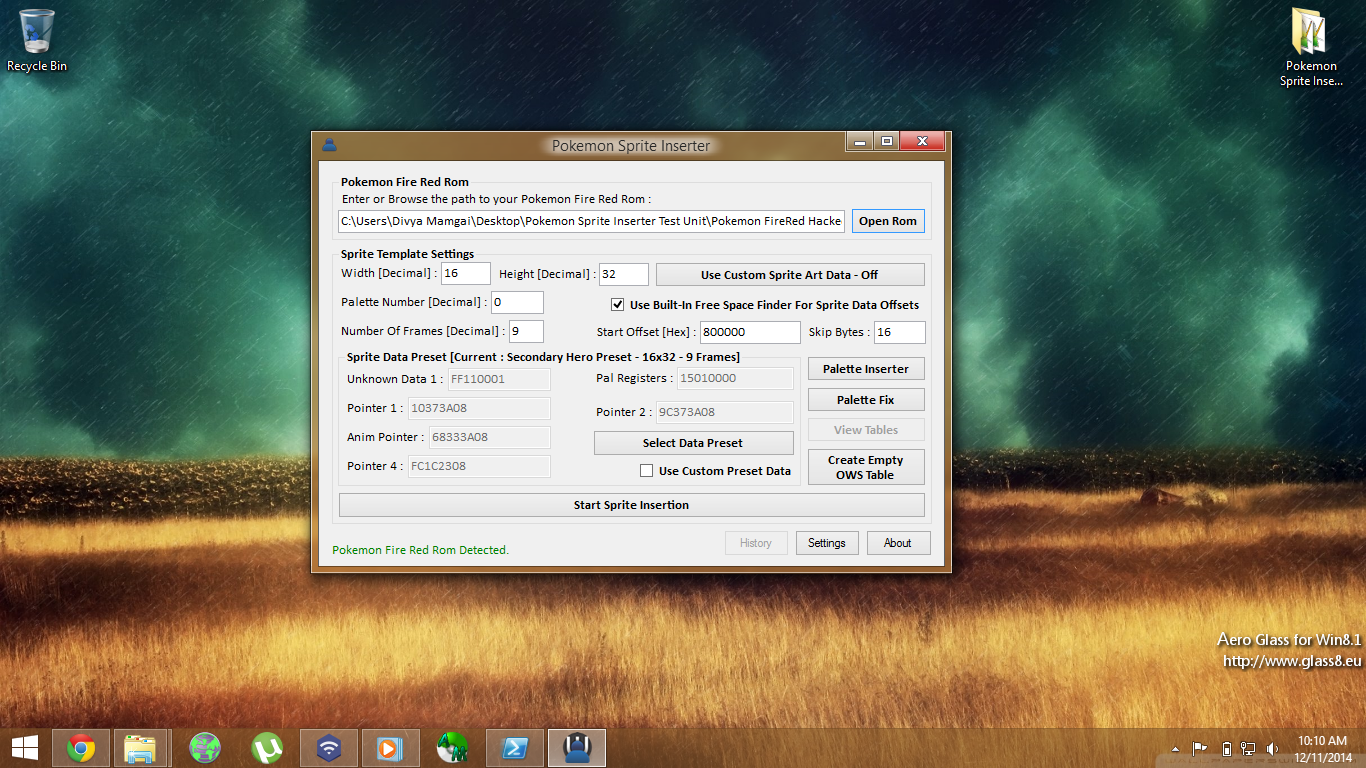 Recycle Bin
Pokemon
Sprite Inse...
Pokemon Sprite Inserter
Pokemon Fire Red Rom
Enter or Browse the path to your Pokemon Fire Red Rom :
C:\Users\Divya Mamgai\Desktop\Pokemon Sprite Inserter Test Unit\Pokemon FireRed Hacke
Open Rom
Sprite Template Settings
Width [Decimal] : 16
Height [Decimal] : 32
Use Custom Sprite Art Data - Off
Palette Number [Decimal] : 0
Use Built-In Free Space Finder For Sprite Data Offsets
Number Of Frames [Decimal] : 9
Start Offset [Hex] : 800000
Skip Bytes : 16
Sprite Data Preset [Current : Secondary Hero Preset - 16x32 - 9 Frames]
Unknown Data 1 : FF110001
Pal Registers : 15010000
Pointer 1 : 10373A08
Pointer 2 : 9C373A08
Anim Pointer : 68333A08
Select Data Preset
Pointer 4 : FC1C2308
Use Custom Preset Data
Palette Inserter
Palette Fix
View Tables
Create Empty
OWS Table
Start Sprite Insertion
Pokemon Fire Red Rom Detected.
History
Settings
About
Aero Glass for Win8.1
http://www.glass8.eu
10:10 AM
12/11/2014